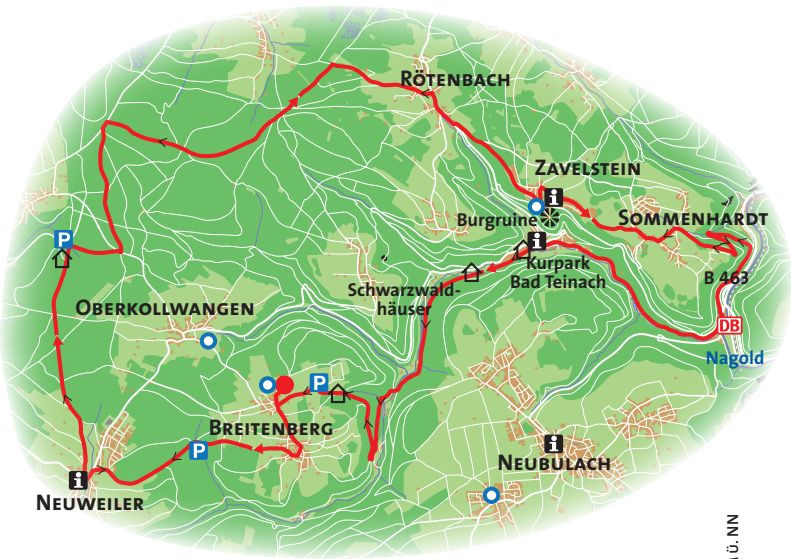 RÖTENBACH
ZAVELSTEIN
i
Burgruine
SOMMENHARDT
i
P
Kurpark
Bad Teinach
B 463
Schwarzwald-
häuser
OBERKOLLWANGEN
DB
Nagold
P
BREITENBERG
i
P
NEUBULACH
i
NEUWEILER
ü. NN